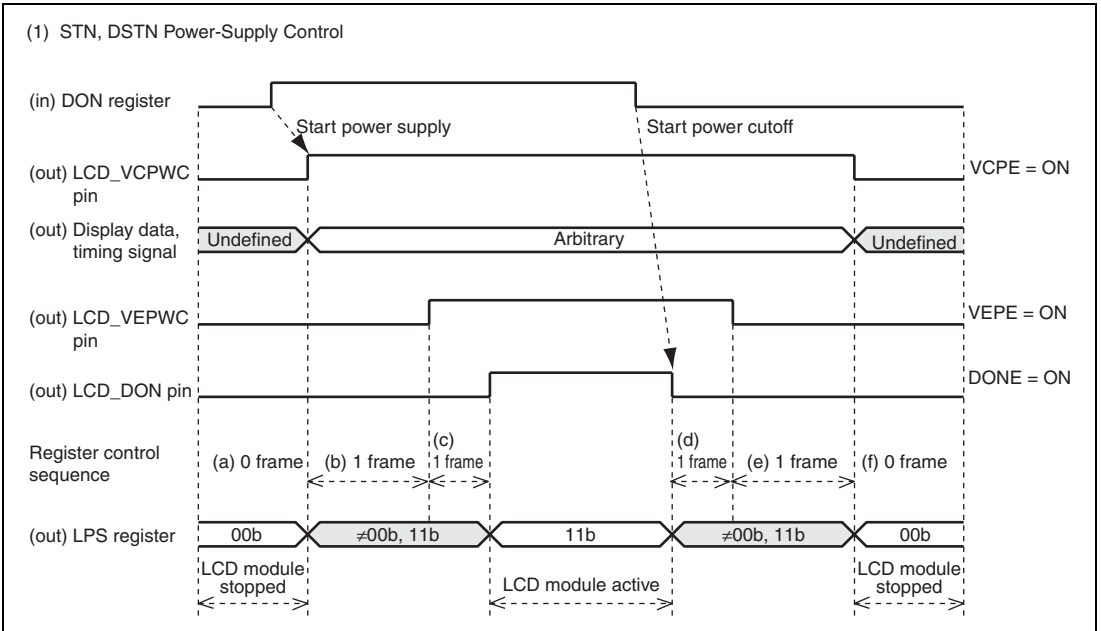 (1) STN, DSTN Power-Supply Control
(in) DON register
Start power supply
Start power cutoff
(out) LCD_VCPWC
pin
VCPE = ON
(out) Display data,
timing signal
Undefined
Arbitrary
Undefined
(out) LCD_VEPWC
pin
VEPE = ON
(out) LCD_DON pin
DONE = ON
Register control
sequence
(a) 0 frame
(b) 1 frame
(c)
1 frame
(d)
1 frame
(e) 1 frame
(f) 0 frame
(out) LPS register
00b
≠00b, 11b
11b
≠00b, 11b
00b
LCD module
stopped
LCD module active
LCD module
stopped